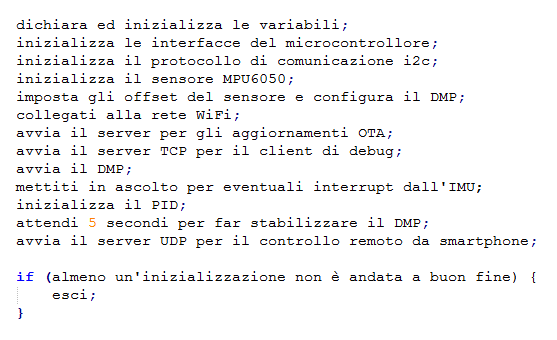 dichiara ed inizializza le variabili;
inizializza le interfacce del microcontrollore;
inizializza il protocollo di comunicazione i2c;
inizializza il sensore MPU6050;
imposta gli offset del sensore e configura il DMP;
collegati alla rete WiFi;
avvia il server per gli aggiornamenti OTA;
avvia il server TCP per il client di debug;
avvia il DMP;
mettiti in ascolto per eventuali interrupt dall'IMU;
inizializza il PID;
attendi 5 secondi per far stabilizzare il DMP;
avvia il server UDP per il controllo remoto da smartphone;
if (almeno un'inizializzazione non è andata a buon fine) {
    esci;
}